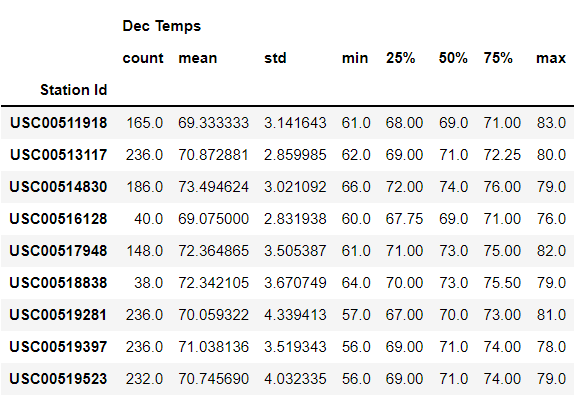 Dec Temps
count mean std min 25% 50% 75% max
Station Id
USC00511918 165.0 69.333333 3.141643 61.0 68.00 69.0 71.00 83.0
USC00513117 236.0 70.872881 2.859985 62.0 69.00 71.0 72.25 80.0
USC00514830 186.0 73.494624 3.021092 66.0 72.00 74.0 76.00 79.0
USC00516128 40.0 69.075000 2.831938 60.0 67.75 69.0 71.00 76.0
USC00517948 148.0 72.364865 3.505387 61.0 71.00 73.0 75.00 82.0
USC00518838 38.0 72.342105 3.670749 64.0 70.00 73.0 75.50 79.0
USC00519281 236.0 70.059322 4.339413 57.0 67.00 70.0 73.00 81.0
USC00519397 236.0 71.038136 3.519343 56.0 69.00 71.0 74.00 78.0
USC00519523 232.0 70.745690 4.032335 56.0 69.00 71.0 74.00 79.0